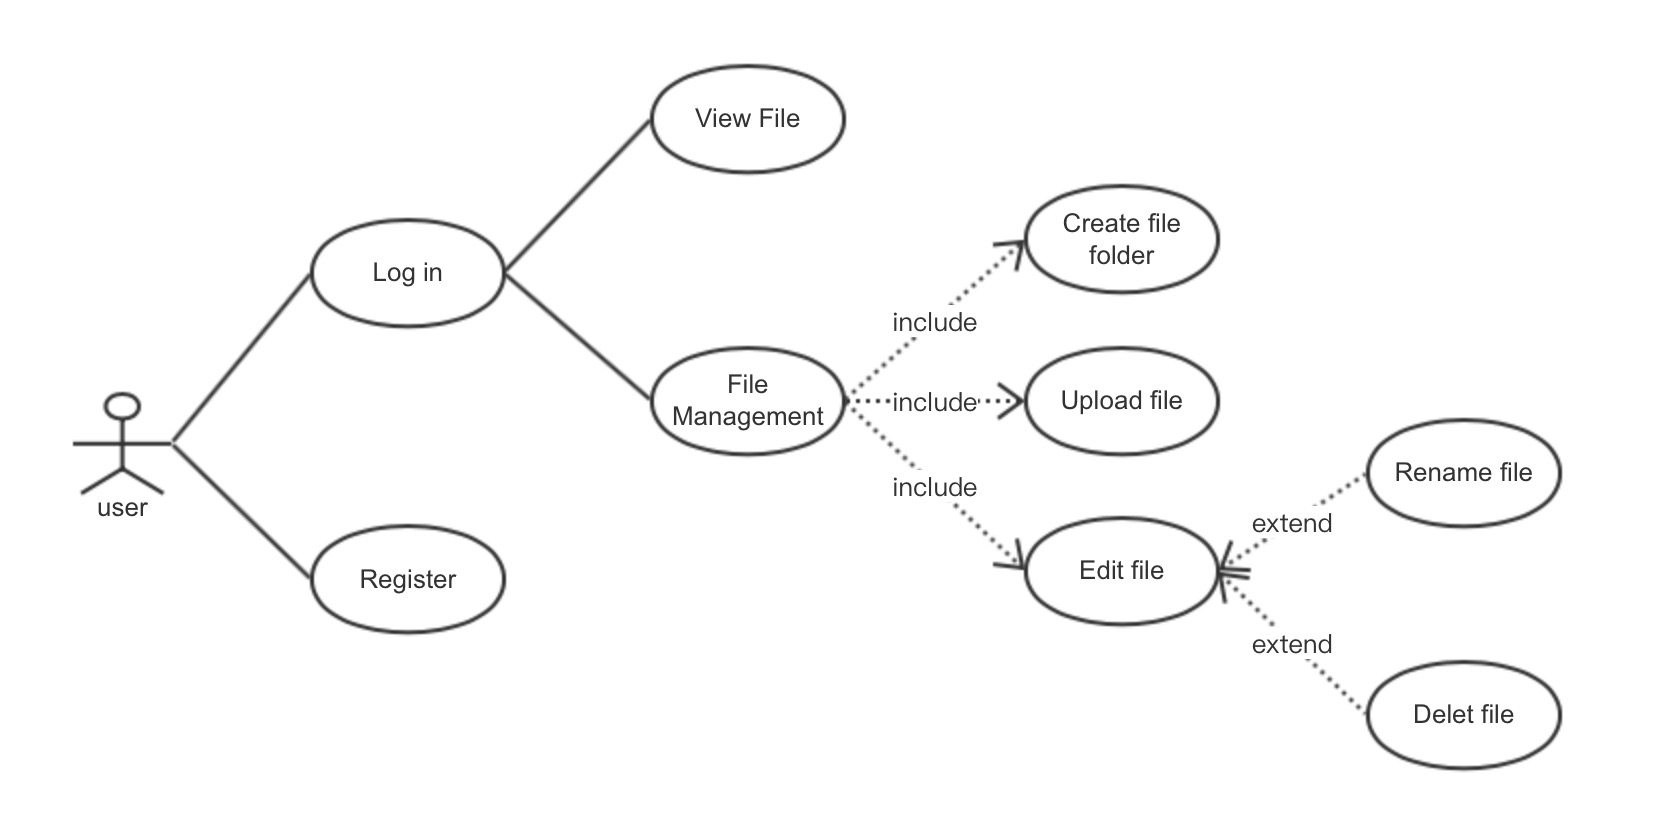 View File
Create file
folder
Log in
include
File
Management
include
Upload file
include
Rename file
user
extend
Edit file
Register
extend
Delet file